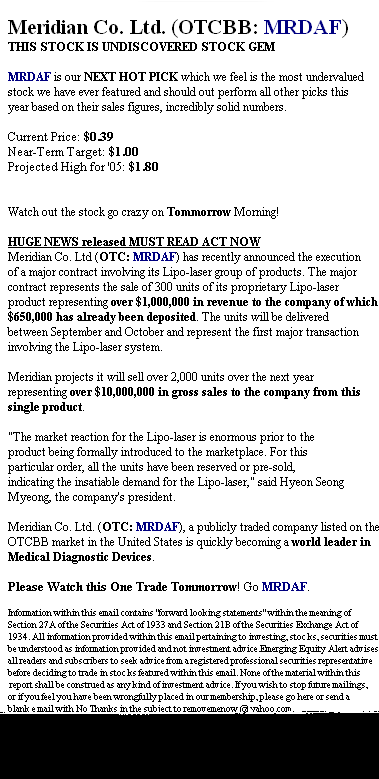 Meridian Co. Ltd. (OTCBB: MRDAF)
THIS STOCK IS UNDISCOVERED STOCK GEM
MRDAF is our NEXT HOT PICK which we feel is the most undervalued
stock we have ever featured and should out perform all other picks this
year based on their sales figures, incredibly solid numbers.
Current Price: $0.39
Near-Term Target: $1.00
Projected High for '05: $1.80
Watch out the stock go crazy on Tommorrow Morning!
HUGE NEWS released MUST READ ACT NOW
Meridian Co. Ltd (OTC: MRDAF) has recently announced the execution
of a major contract involving its Lipo-laser group of products. The major
contract represents the sale of 300 units of its proprietary Lipo-laser
product representing over $1,000,000 in revenue to the company of which
$650,000 has already been deposited. The units will be delivered
between September and October and represent the first major transaction
involving the Lipo-laser system.
Meridian projects it will sell over 2,000 units over the next year
representing over $10,000,000 in gross sales to the company from this
single product.
"The market reaction for the Lipo-laser is enormous prior to the
product being formally introduced to the marketplace. For this
particular order, all the units have been reserved or pre-sold,
indicating the insatiable demand for the Lipo-laser," said Hyeon Seong
Myeong, the company's president.
Meridian Co. Ltd. (OTC: MRDAF), a publicly traded company listed on the
OTCBB market in the United States is quickly becoming a world leader in
Medical Diagnostic Devices.
Please Watch this One Trade Tommorrow! Go MRDAF.
Information within this email contains "forward looking statements" within the meaning of
Section 27A of the Securities Act of 1933 and Section 21B of the Securities Exchange Act of
1934. All information provided within this email pertaining to investing, stocks, securities must
be understood as information provided and not investment advice. Emerging Equity Alert advises
all readers and subscribers to seek advice from a registered professional securities representative
before deciding to trade in stocks featured within this email. None of the material within this
report shall be construed as any kind of investment advice. If you wish to stop future mailings,
or if you feel you have been wrongfully placed in our membership, please go here or send a
blank e mail with No Thanks in the subject to removemenow @ yahoo.com.